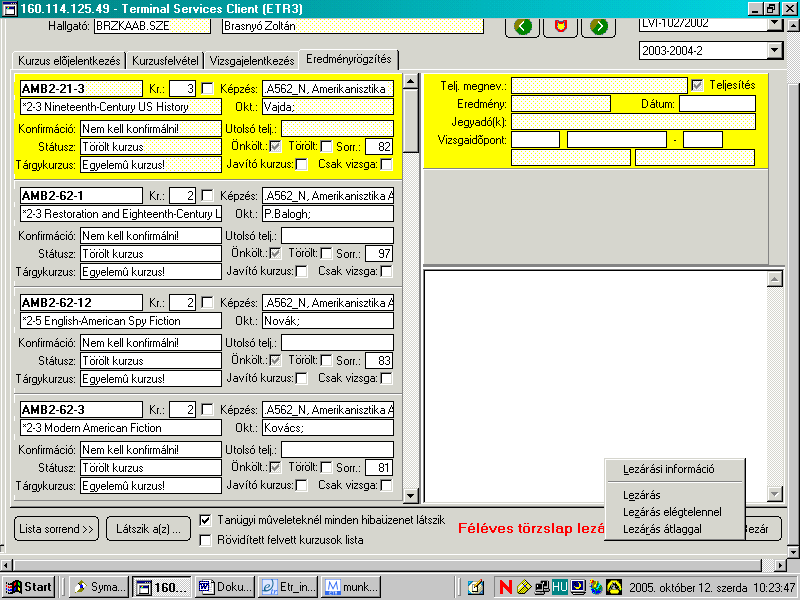 160.114.125.49 - Terminal Services Client (ETR3)
Hallgató: BRZKAAB.SZE Brasnyó Zoltán LVI-102/2002
2003-2004-2
Kurzus előjelentkezés Kurzusfelvétel Vizsgajelentkezés Eredményrögzítés
AMB2-21-3 Kr.: 3 Képzés: .A562_N, Amerikanisztika
*2-3 Nineteenth-Century US History Okt.: Vajda;
Konfirmáció: Nem kell konfirmálni! Utolsó telj.:
Státusz: Törölt kurzus Önkölt.: Törölt: Sorr.: 82
Tárgykurzus: Egyelemû kurzus! Javító kurzus: Csak vizsga:
AMB2-62-1 Kr.: 2 Képzés: .A562_N, Amerikanisztika A
*2-3 Restoration and Eighteenth-Century L Okt.: P.Balogh;
Konfirmáció: Nem kell konfirmálni! Utolsó telj.:
Státusz: Törölt kurzus Önkölt.: Törölt: Sorr.: 97
Tárgykurzus: Egyelemû kurzus! Javító kurzus: Csak vizsga:
AMB2-62-12 Kr.: 2 Képzés: .A562_N, Amerikanisztika A
*2-5 English-American Spy Fiction Okt.: Novák;
Konfirmáció: Nem kell konfirmálni! Utolsó telj.:
Státusz: Törölt kurzus Önkölt.: Törölt: Sorr.: 83
Tárgykurzus: Egyelemû kurzus! Javító kurzus: Csak vizsga:
AMB2-62-3 Kr.: 2 Képzés: .A562_N, Amerikanisztika A
*2-3 Modern American Fiction Okt.: Kovács;
Konfirmáció: Nem kell konfirmálni! Utolsó telj.:
Státusz: Törölt kurzus Önkölt.: Törölt: Sorr.: 81
Tárgykurzus: Egyelemû kurzus! Javító kurzus: Csak vizsga:
Telj. megnev.: Teljesítés
Eredmény: Dátum:
Jegyadó(k):
Vizsgaidõpont: -
Lezárási információ
Lezárás
Lezárás elégtelennel
Lezárás átlaggal
Lista sorrend >> Látszik a(z) ...
Tanügyi mûveleteknél minden hibaüzenet látszik
Rövidített felvett kurzusok lista
Féléves törzslap lezá ezár
Start Syma... 160.... Doku... Etr_in... munk... HU 2005. október 12. szerda 10:23:47